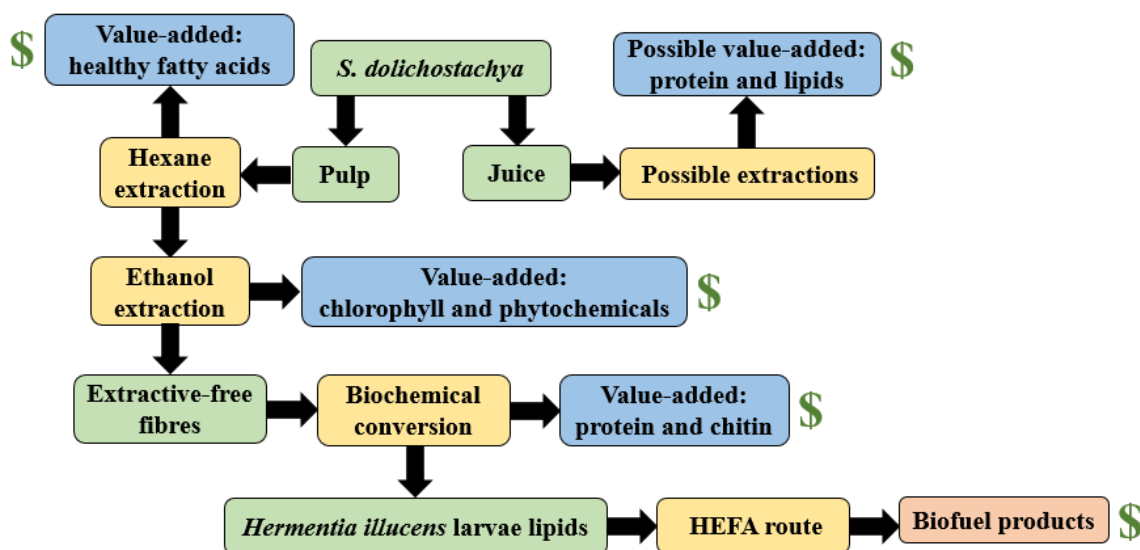 $
Value-added:
healthy fatty acids
S. dolichostachya
Possible value-added:
protein and lipids
$
Hexane
extraction
Pulp
Juice
Possible extractions
Ethanol
extraction
Value-added:
chlorophyll and phytochemicals
$
Extractive-free
fibres
Biochemical
conversion
Value-added:
protein and chitin
$
Hermentia illucens larvae lipids
HEFA route
Biofuel products
$